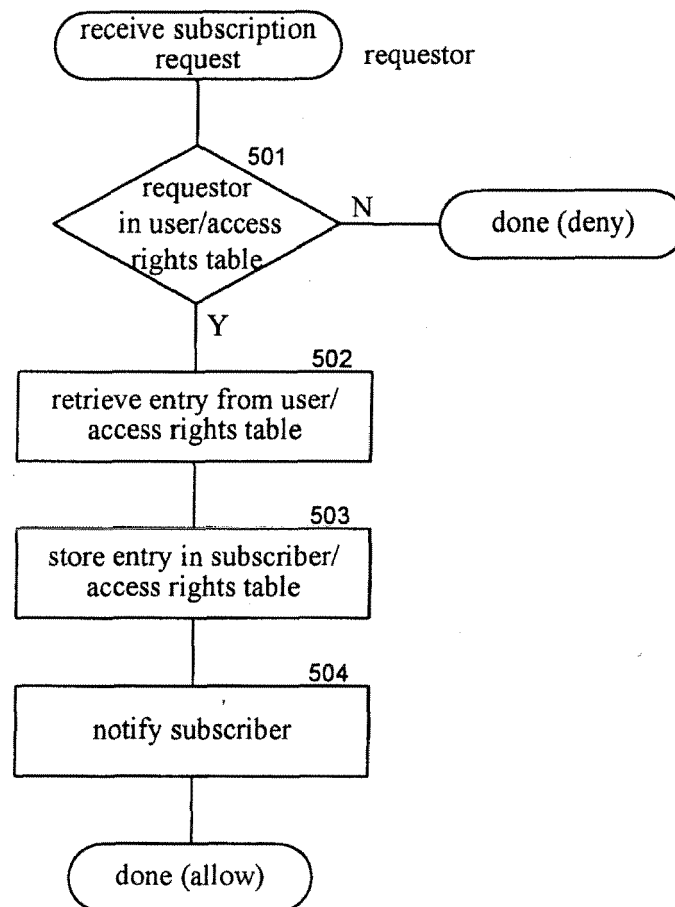 receive subscription
request
requestor
501
requestor
in user/access
rights table
N
done (deny)
Y
502
retrieve entry from user/
access rights table
503
store entry in subscriber/
access rights table
504
notify subscriber
done (allow)